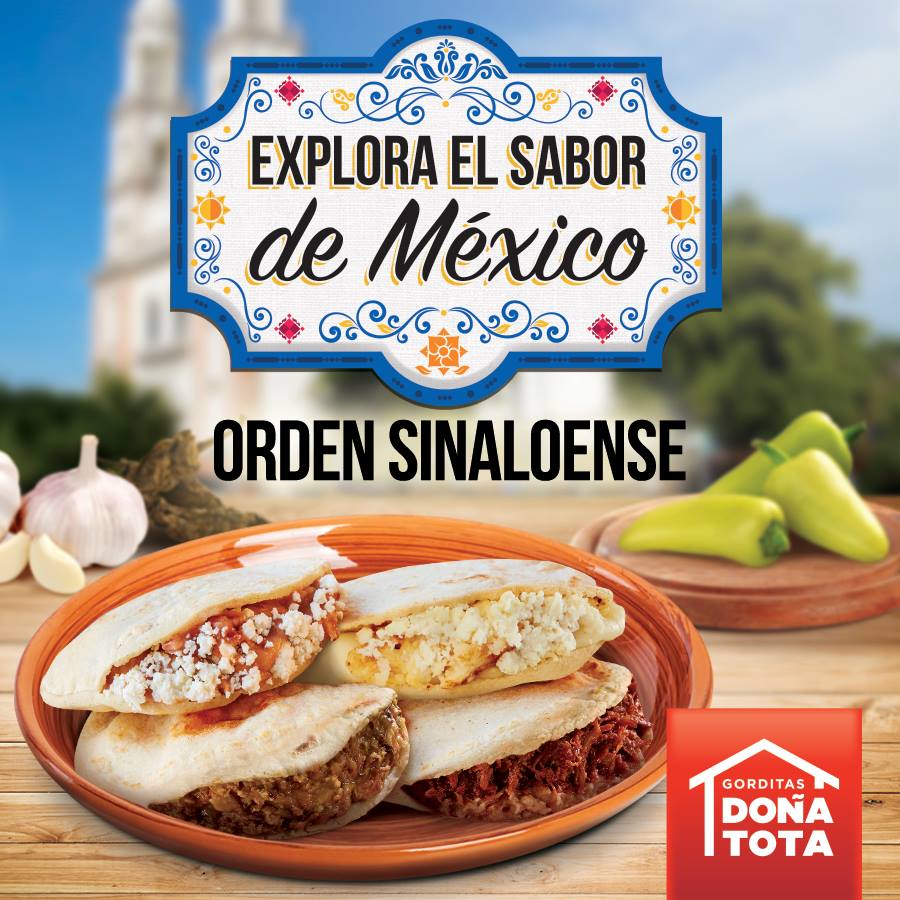 EXPLORA EL SABOR
de México
ORDEN SINALOENSE
GORDITAS
DOÑA
TOTA